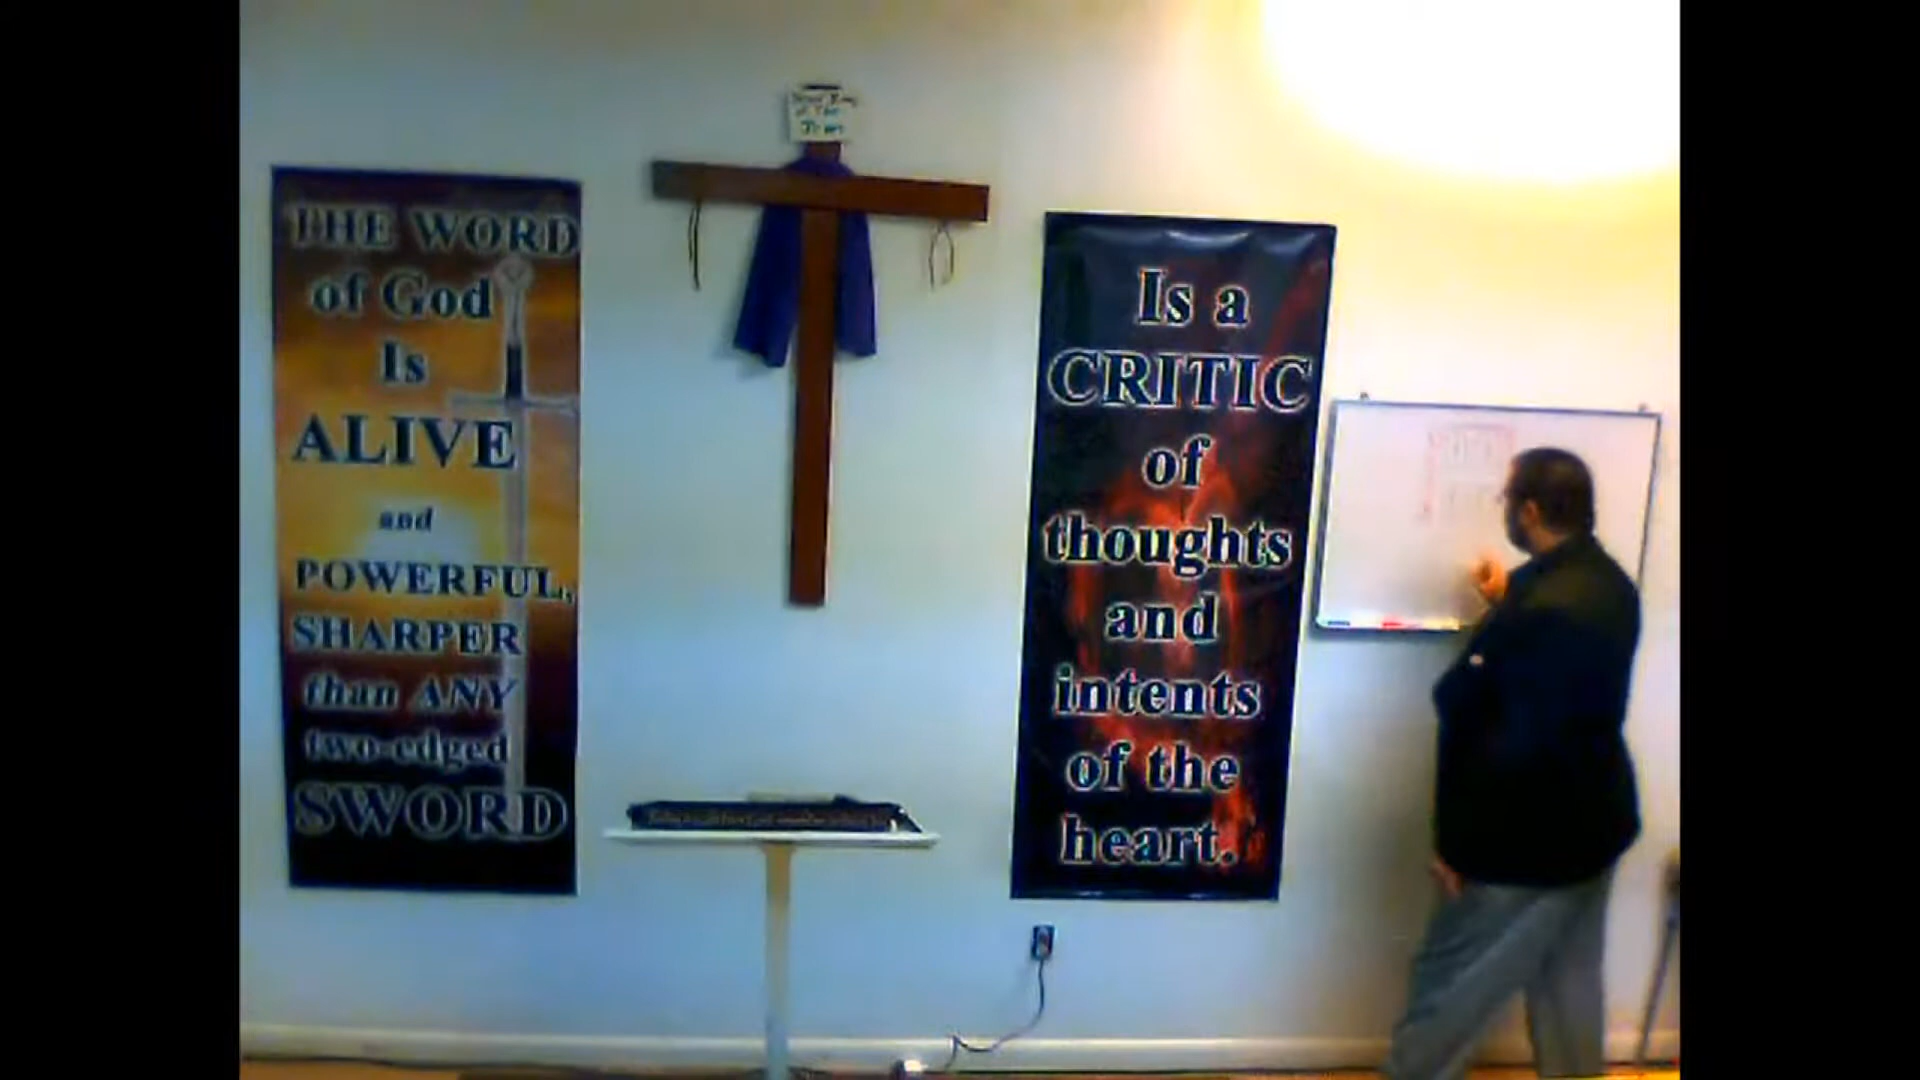 THE WORD
of God
Is
ALIVE
and
POWERFUL,
SHARPER
than ANY
two-edged
SWORD
Is a
CRITIC
of
thoughts
and
intents
of the
heart.